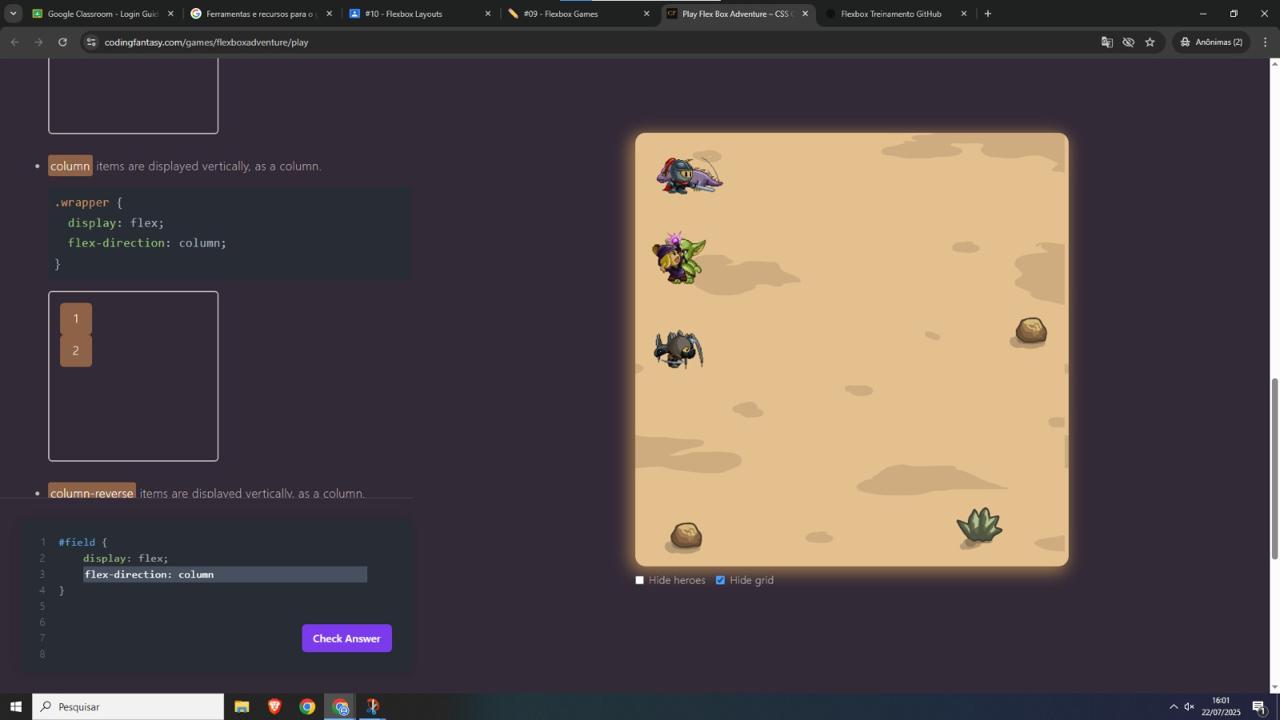 Google Classroom - Login Guid
Ferramentas e recursos para o g
#10 - Flexbox Layouts
#09 - Flexbox Games
Play Flex Box Adventure – CSS G
Flexbox Treinamento GitHub
codingfantasy.com/games/flexboxadventure/play
Anônimas (2)
column items are displayed vertically, as a column.
.wrapper {
display: flex;
flex-direction: column;
}
1
2
column-reverse items are displayed vertically, as a column,
1 #field {
2 display: flex;
3 flex-direction: column
4 }
5
6
7
8
Check Answer
Hide heroes
Hide grid
Pesquisar
16:01
22/07/2025